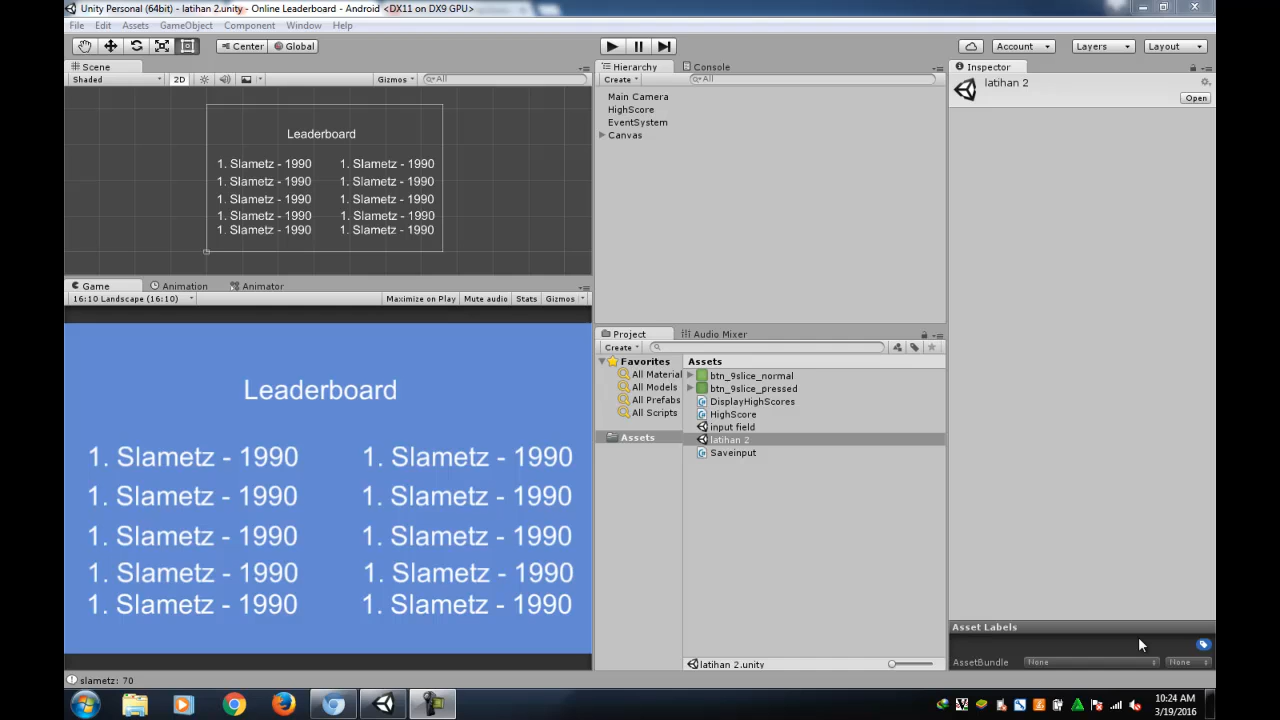 Unity Personal (64bit) - latihan 2.unity - Online Leaderboard - Android <DX11 on DX9 GPU>
File Edit Assets GameObject Component Window Help
Center Global Account Layers Layout
Scene
Shaded 2D Gizmos All
Leaderboard
1. Slametz - 1990 1. Slametz - 1990
1. Slametz - 1990 1. Slametz - 1990
1. Slametz - 1990 1. Slametz - 1990
1. Slametz - 1990 1. Slametz - 1990
1. Slametz - 1990 1. Slametz - 1990
Game Animation Animator
16:10 Landscape (16:10) Maximize on Play Mute audio Stats Gizmos
Leaderboard
1. Slametz - 1990 1. Slametz - 1990
1. Slametz - 1990 1. Slametz - 1990
1. Slametz - 1990 1. Slametz - 1990
1. Slametz - 1990 1. Slametz - 1990
1. Slametz - 1990 1. Slametz - 1990
Hierarchy Console
Create All
Main Camera
HighScore
EventSystem
Canvas
Project Audio Mixer
Create
Favorites
All Material
All Models
All Prefabs
All Scripts
Assets
Assets
btn_9slice_normal
btn_9slice_pressed
DisplayHighScores
HighScore
input field
latihan 2
Saveinput
latihan 2.unity
Inspector
latihan 2
Open
Asset Labels
AssetBundle None None
slametz: 70
10:24 AM
3/19/2016